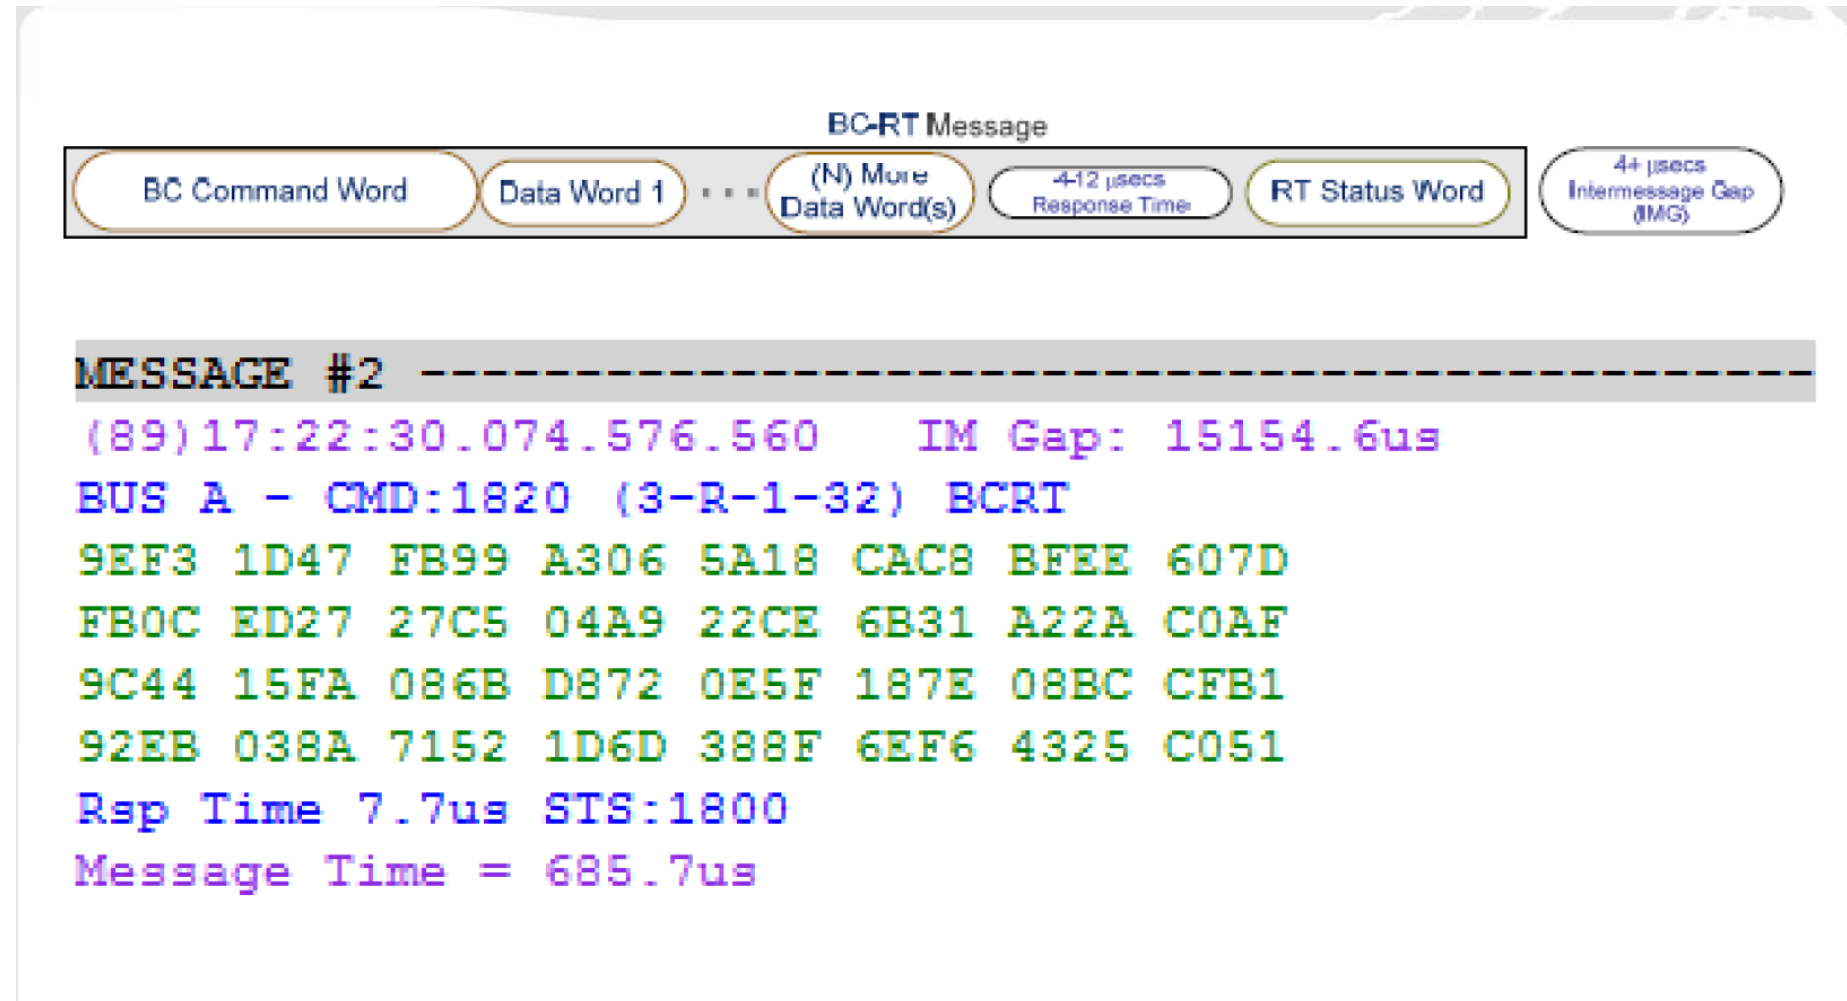 BC-RT Message
BC Command Word
Data Word 1
(N) More
Data Word(s)
4-12 µsecs
Response Time
RT Status Word
4+ µsecs
Intermessage Gap
(IMG)
MESSAGE #2 ---------------------------------------------
(89)17:22:30.074.576.560 IM Gap: 15154.6us
BUS A - CMD:1820 (3-R-1-32) BCRT
9EF3 1D47 FB99 A306 5A18 CAC8 BFEE 607D
FB0C ED27 27C5 04A9 22CE 6B31 A22A C0AF
9C44 15FA 086B D872 0E5F 187E 08BC CFB1
92EB 038A 7152 1D6D 388F 6EF6 4325 C051
Rsp Time 7.7us STS:1800
Message Time = 685.7us